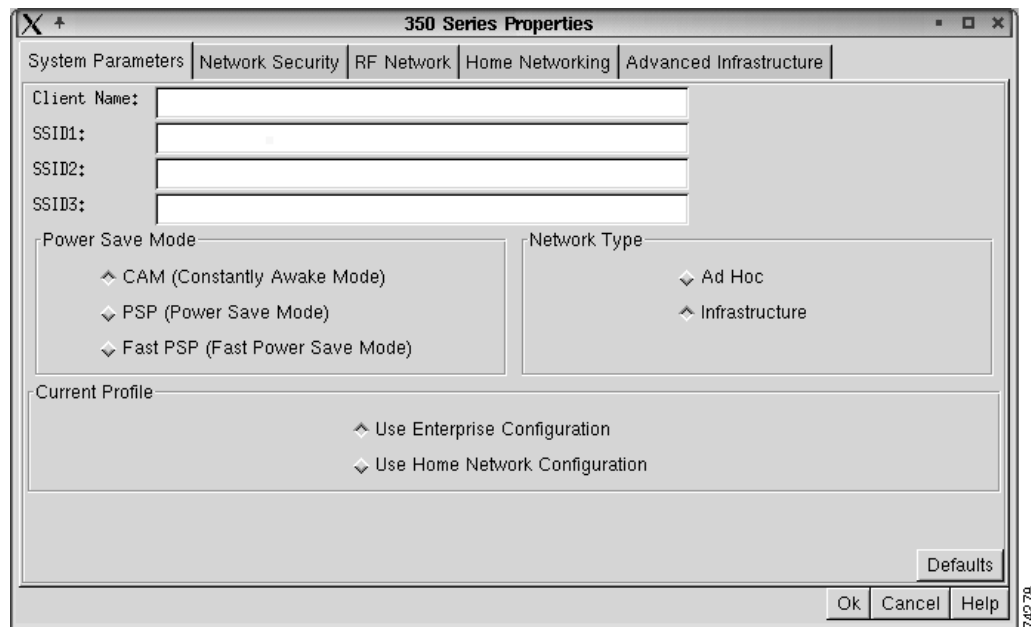 350 Series Properties
System Parameters Network Security RF Network Home Networking Advanced Infrastructure
Client Name:
SSID1:
SSID2:
SSID3:
Power Save Mode
CAM (Constantly Awake Mode)
PSP (Power Save Mode)
Fast PSP (Fast Power Save Mode)
Network Type
Ad Hoc
Infrastructure
Current Profile
Use Enterprise Configuration
Use Home Network Configuration
Defaults
Ok Cancel Help
74279